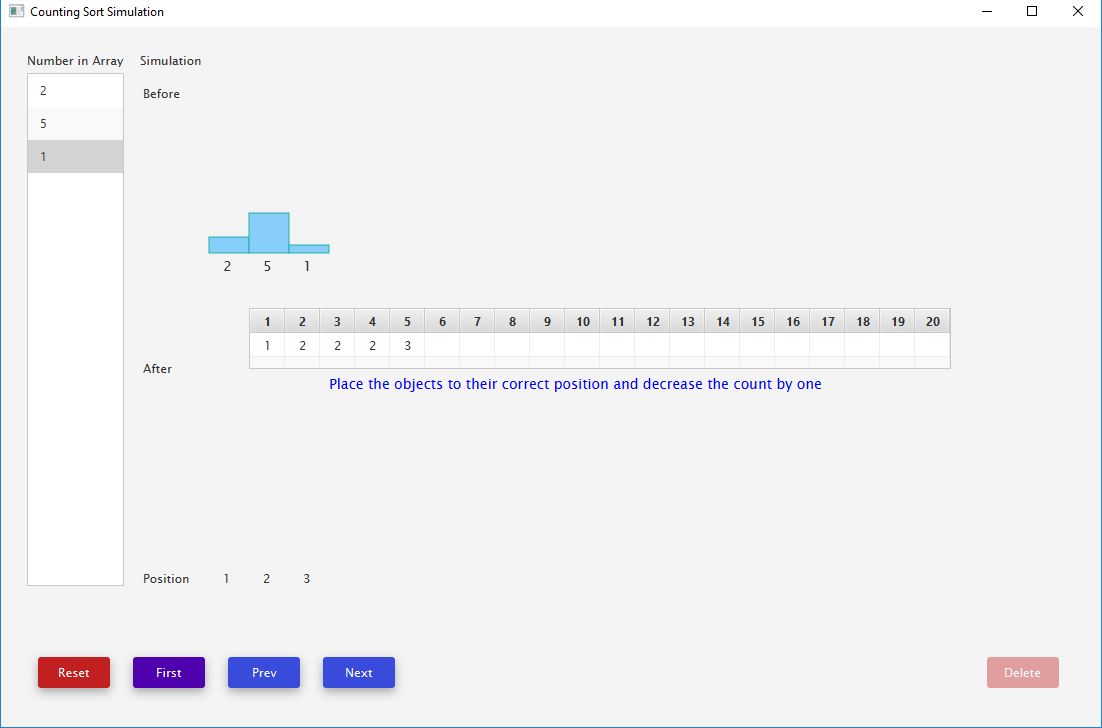 Counting Sort Simulation
Number in Array Simulation
2
Before
5
1
2 5 1
1 2 3 4 5 6 7 8 9 10 11 12 13 14 15 16 17 18 19 20
1 2 2 2 3
After
Place the objects to their correct position and decrease the count by one
Position 1 2 3
Reset First Prev Next Delete